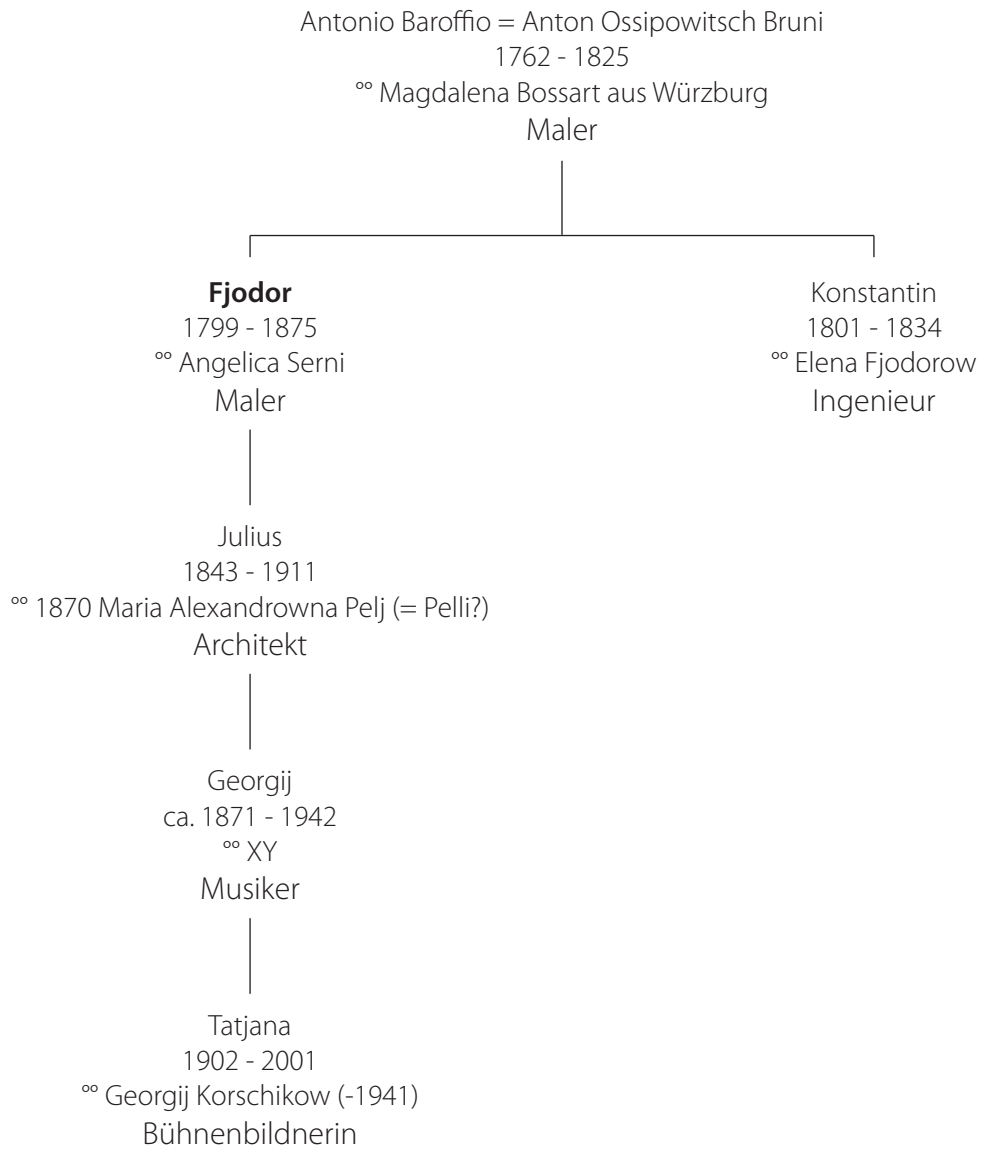 Antonio Baroffio = Anton Ossipowitsch Bruni
1762 - 1825
°° Magdalena Bossart aus Würzburg
Maler
Fjodor
1799 - 1875
°° Angelica Serni
Maler
Konstantin
1801 - 1834
°° Elena Fjodorow
Ingenieur
Julius
1843 - 1911
°° 1870 Maria Alexandrowna Pelj (= Pelli?)
Architekt
Georgij
ca. 1871 - 1942
°° XY
Musiker
Tatjana
1902 - 2001
°° Georgij Korschikow (-1941)
Bühnenbildnerin